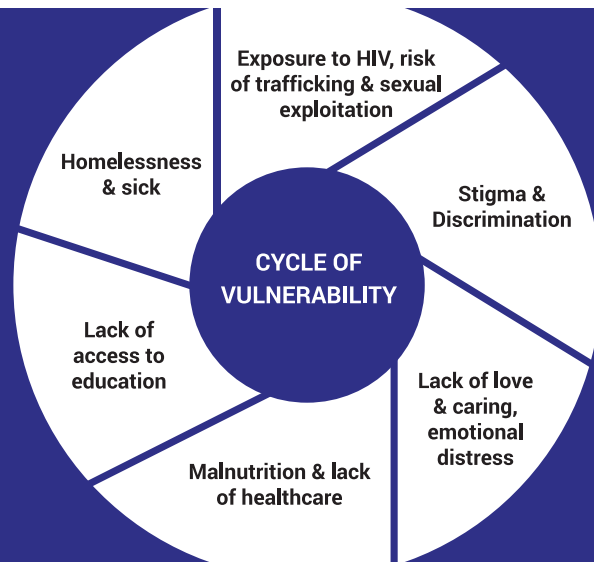 Exposure to HIV, risk
of trafficking & sexual
exploitation
Stigma &
Discrimination
Lack of love
& caring,
emotional
distress
Malnutrition & lack
of healthcare
Lack of
access to
education
Homelessness
& sick
CYCLE OF
VULNERABILITY